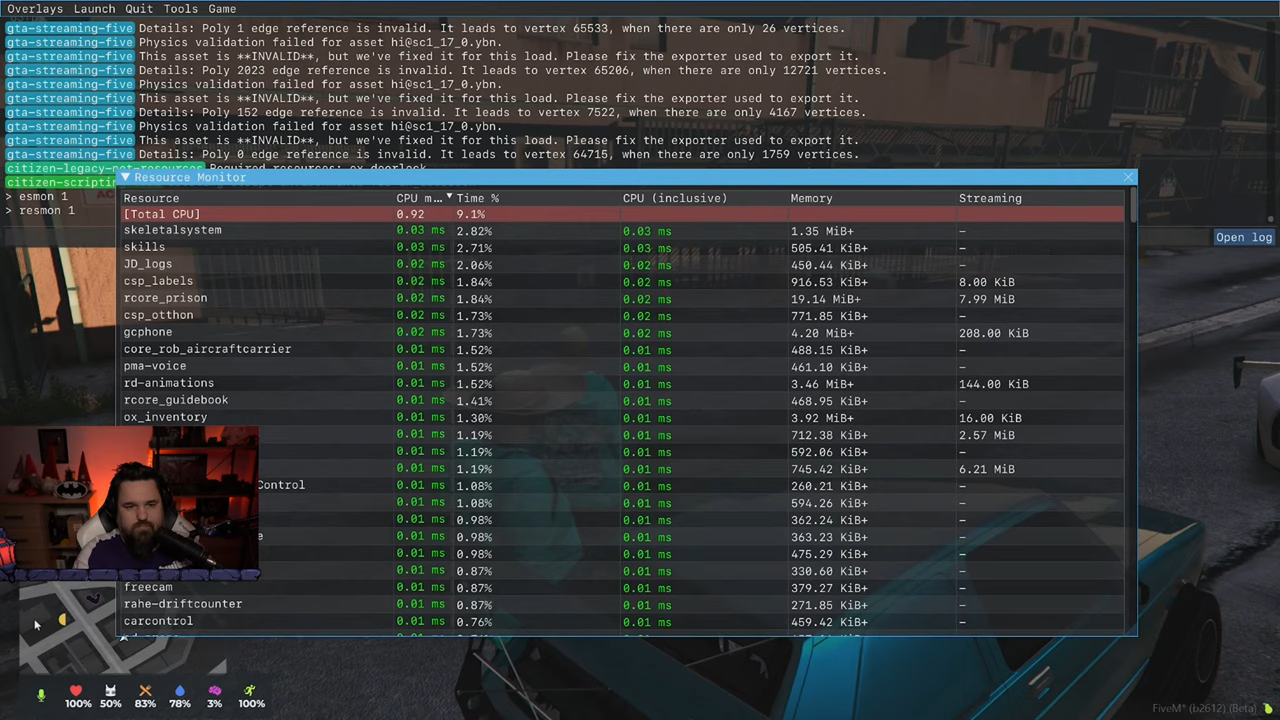 Overlays Launch Quit Tools Game
gta-streaming-five Details: Poly 1 edge reference is invalid. It leads to vertex 65533, when there are only 26 vertices.
gta-streaming-five Physics validation failed for asset hi@sc1_17_0.ybn.
gta-streaming-five This asset is **INVALID**, but we've fixed it for this load. Please fix the exporter used to export it.
gta-streaming-five Details: Poly 2023 edge reference is invalid. It leads to vertex 65206, when there are only 12721 vertices.
gta-streaming-five Physics validation failed for asset hi@sc1_17_0.ybn.
gta-streaming-five This asset is **INVALID**, but we've fixed it for this load. Please fix the exporter used to export it.
gta-streaming-five Details: Poly 152 edge reference is invalid. It leads to vertex 7522, when there are only 4167 vertices.
gta-streaming-five Physics validation failed for asset hi@sc1_17_0.ybn.
gta-streaming-five This asset is **INVALID**, but we've fixed it for this load. Please fix the exporter used to export it.
gta-streaming-five Details: Poly 0 edge reference is invalid. It leads to vertex 64715, when there are only 1759 vertices.
citizen-scriptin
> esmon 1
> resmon 1
Open log
Resource Monitor
Resource CPU m... Time % CPU (inclusive) Memory Streaming
[Total CPU] 0.92 9.1%
skeletalsystem 0.03 ms 2.82% 0.03 ms 1.35 MiB+ –
skills 0.03 ms 2.71% 0.03 ms 505.41 KiB+ –
JD_logs 0.02 ms 2.06% 0.02 ms 450.44 KiB+ –
csp_labels 0.02 ms 1.84% 0.02 ms 916.53 KiB+ 8.00 KiB
rcore_prison 0.02 ms 1.84% 0.02 ms 19.14 MiB+ 7.99 MiB
csp_otthon 0.02 ms 1.73% 0.02 ms 771.85 KiB+ –
gcphone 0.02 ms 1.73% 0.02 ms 4.20 MiB+ 208.00 KiB
core_rob_aircraftcarrier 0.01 ms 1.52% 0.01 ms 488.15 KiB+ –
pma-voice 0.01 ms 1.52% 0.01 ms 461.10 KiB+ –
rd-animations 0.01 ms 1.52% 0.01 ms 3.46 MiB+ 144.00 KiB
rcore_guidebook 0.01 ms 1.41% 0.01 ms 468.95 KiB+ –
ox_inventory 0.01 ms 1.30% 0.01 ms 3.92 MiB+ 16.00 KiB
0.01 ms 1.19% 0.01 ms 712.38 KiB+ 2.57 MiB
0.01 ms 1.19% 0.01 ms 592.06 KiB+ –
0.01 ms 1.19% 0.01 ms 745.42 KiB+ 6.21 MiB
Control 0.01 ms 1.08% 0.01 ms 260.21 KiB+ –
0.01 ms 1.08% 0.01 ms 594.26 KiB+ –
0.01 ms 0.98% 0.01 ms 362.24 KiB+ –
e 0.01 ms 0.98% 0.01 ms 363.23 KiB+ –
0.01 ms 0.98% 0.01 ms 475.29 KiB+ –
0.01 ms 0.87% 0.01 ms 330.60 KiB+ –
freecam 0.01 ms 0.87% 0.01 ms 379.27 KiB+ –
rahe-driftcounter 0.01 ms 0.87% 0.01 ms 271.85 KiB+ –
carcontrol 0.01 ms 0.76% 0.01 ms 459.42 KiB+ –
100% 50% 83% 78% 3% 100%
FiveM* (b2612) (Beta)